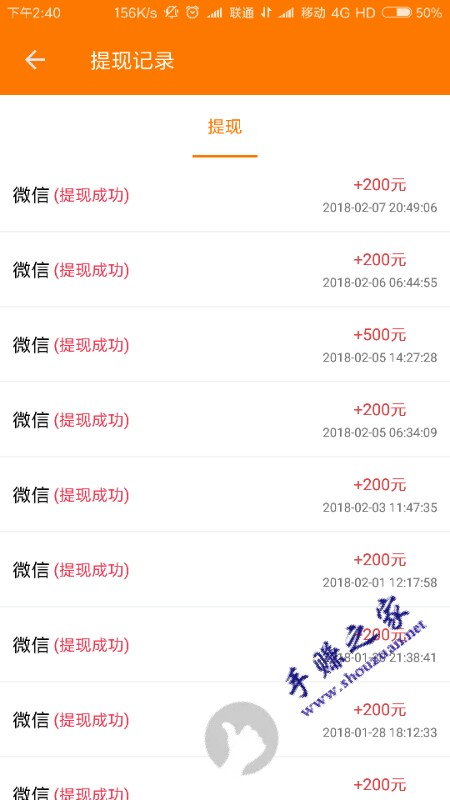 下午2:40 156K/s 联通 移动 4G HD 50%
提现记录
提现
微信 (提现成功) +200元
2018-02-07 20:49:06
微信 (提现成功) +200元
2018-02-06 06:44:55
微信 (提现成功) +500元
2018-02-05 14:27:28
微信 (提现成功) +200元
2018-02-05 06:34:09
微信 (提现成功) +200元
2018-02-03 11:47:35
微信 (提现成功) +200元
2018-02-01 12:17:58
微信 (提现成功) +200元
21:38:41
手赚之家
www.shouzuan.net
微信 (提现成功) +200元
2018-01-28 18:12:33
微信 (提现成功) +200元